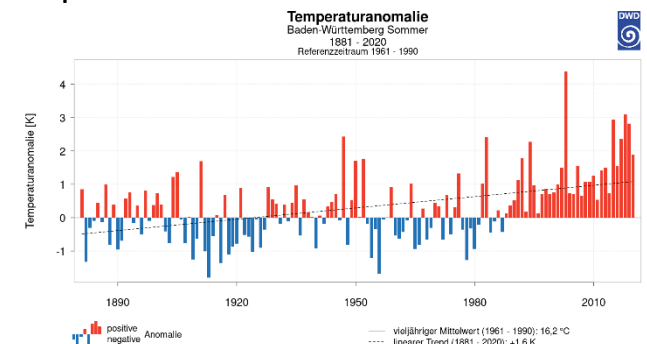 Temperaturanomalie
Baden-Württemberg Sommer
1881 - 2020
Referenzzeitraum 1961 - 1990
DWD
Temperaturanomalie [K]
4
3
2
1
0
-1
1890 1920 1950 1980 2010
positive
negative Anomalie
vieljähriger Mittelwert (1961 - 1990): 16,2 °C
linearer Trend (1881 - 2020): +1,6 K